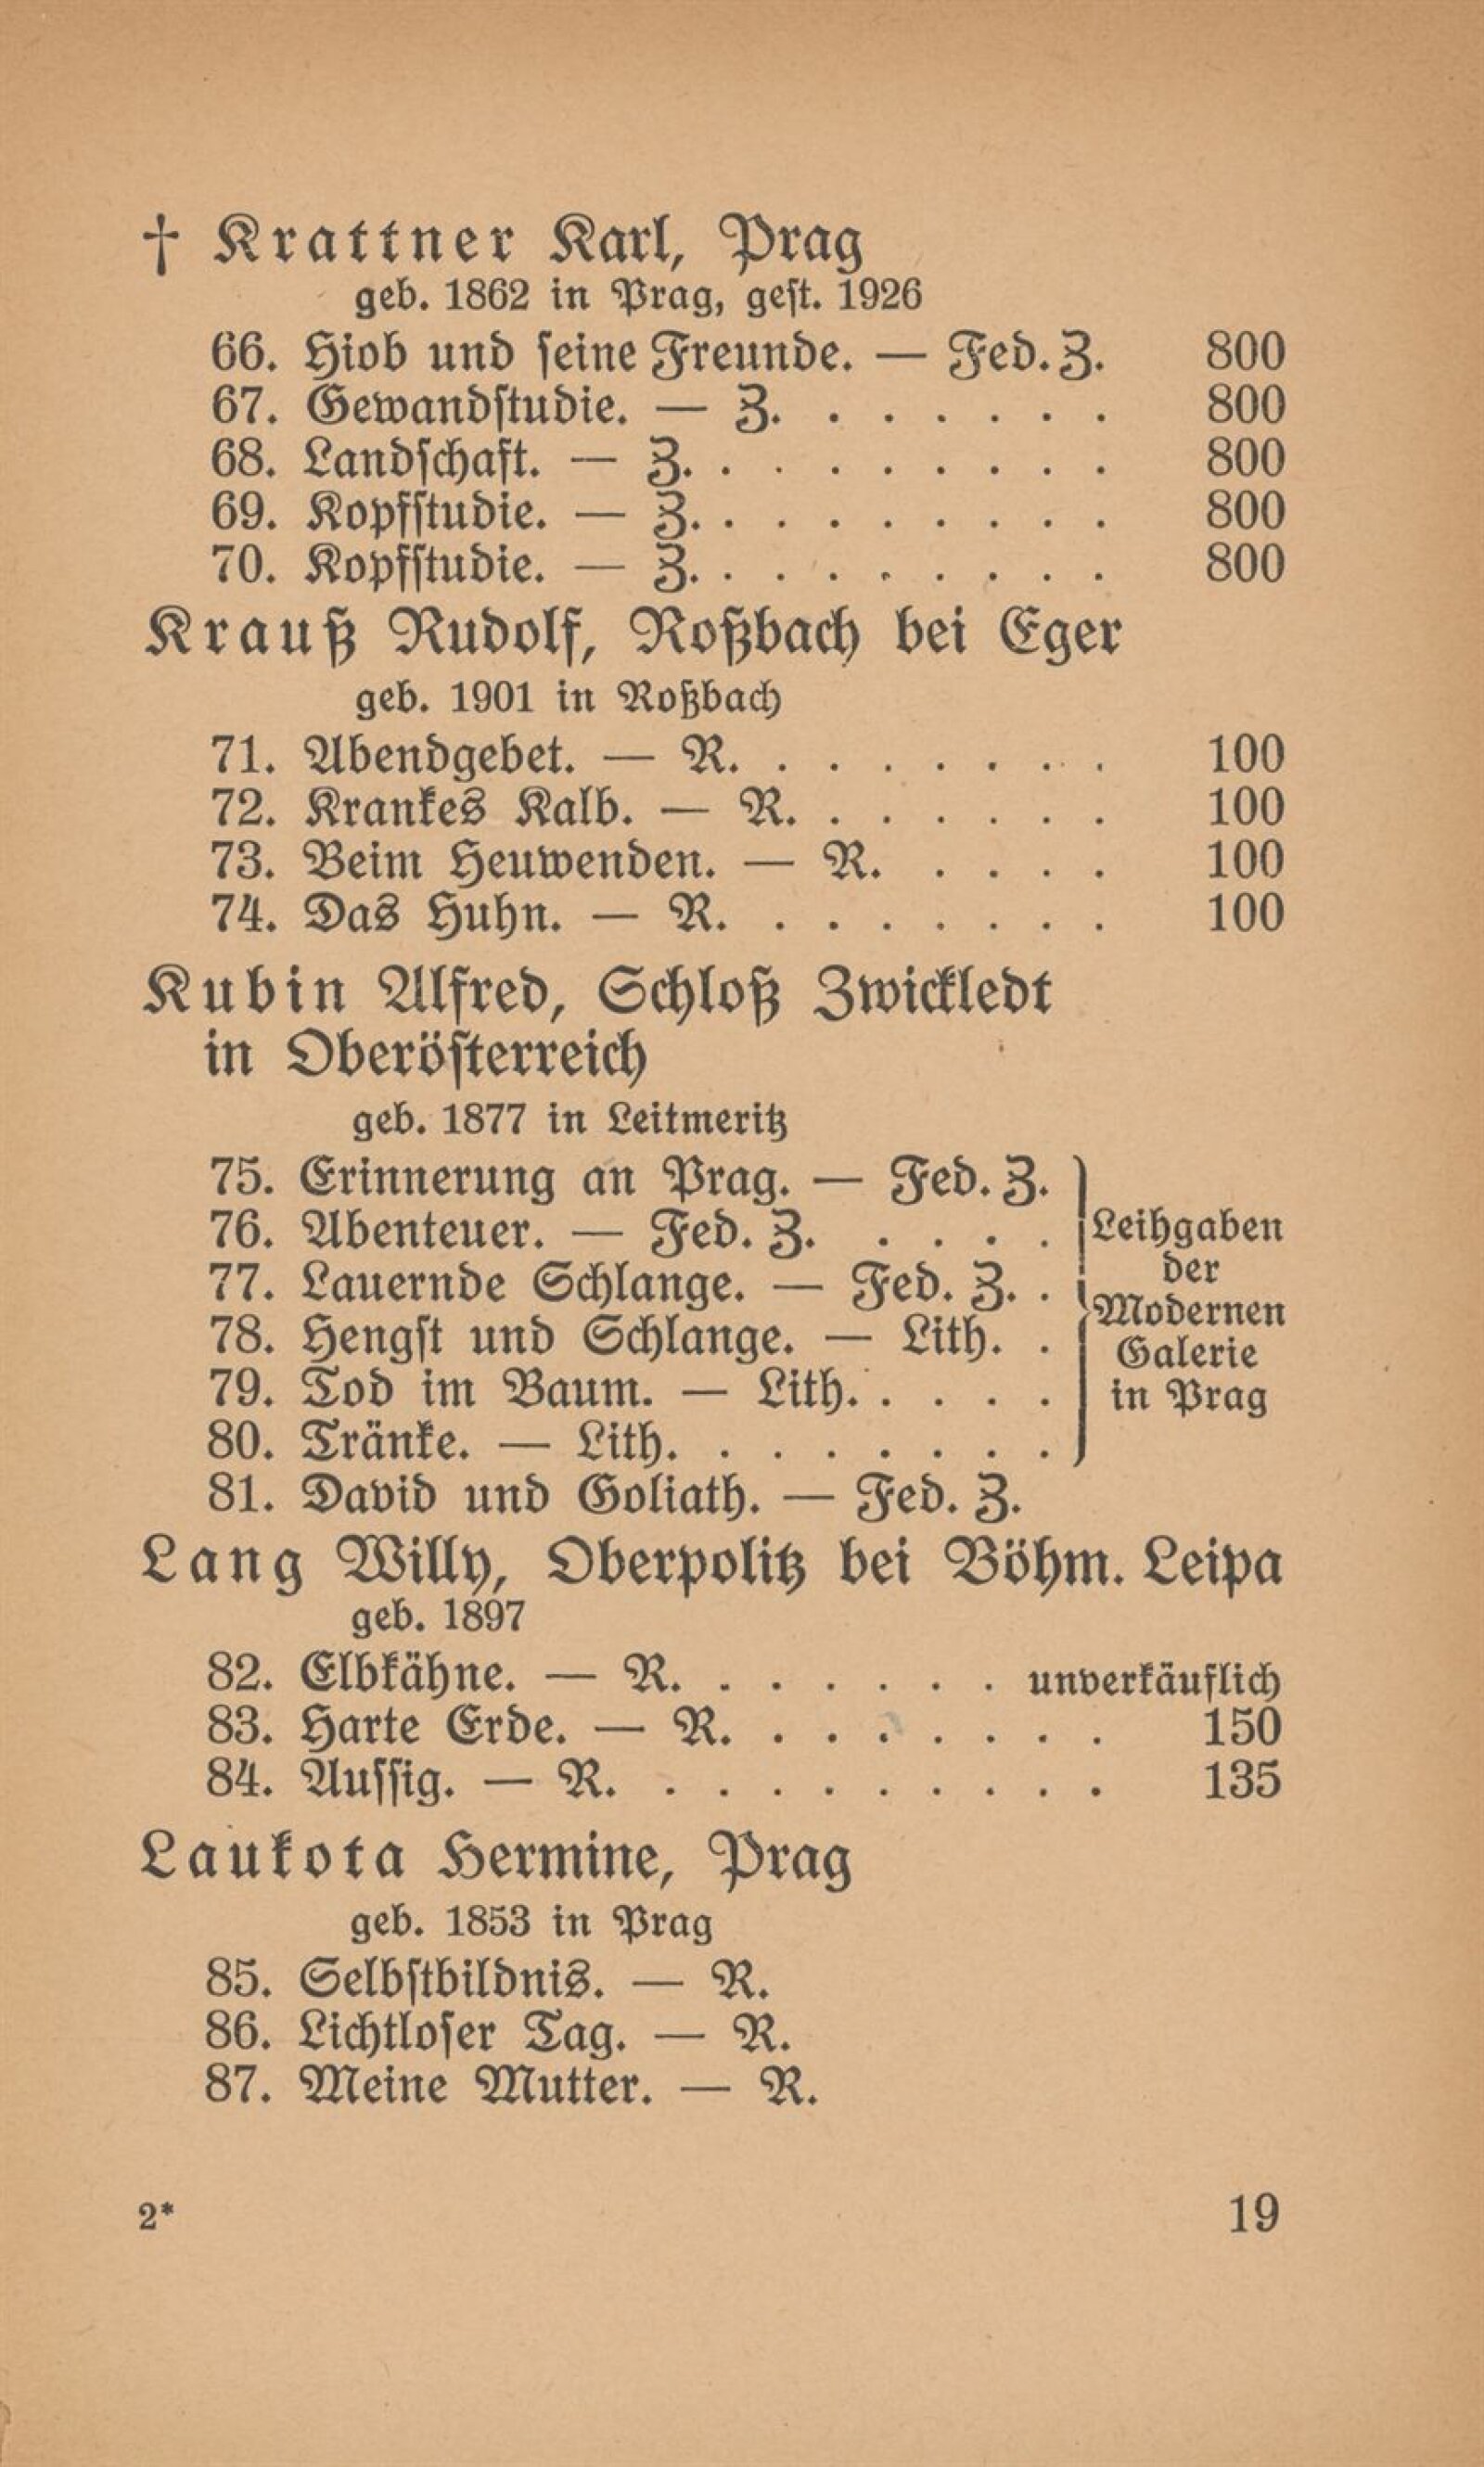 † Krattner Karl, Prag
geb. 1862 in Prag, gest. 1926
66. Hiob und seine Freunde. — Fed. Z. 800
67. Gewandstudie. — Z. . . . . . . 800
68. Landschaft. — Z. . . . . . . . . 800
69. Kopfstudie. — Z. . . . . . . . . 800
70. Kopfstudie. — Z. . . . . . . . . 800
Krauß Rudolf, Roßbach bei Eger
geb. 1901 in Roßbach
71. Abendgebet. — R. . . . . . . . 100
72. Krankes Kalb. — R. . . . . . . 100
73. Beim Heuwenden. — R. . . . . 100
74. Das Huhn. — R. . . . . . . . 100
Kubin Alfred, Schloß Zwickledt
in Oberösterreich
geb. 1877 in Leitmeritz
75. Erinnerung an Prag. — Fed. Z.
76. Abenteuer. — Fed. Z. . . . .
77. Lauernde Schlange. — Fed. Z. .
78. Hengst und Schlange. — Lith. .
79. Tod im Baum. — Lith. . . . .
80. Tränke. — Lith. . . . . . . .
Leihgaben
der
Modernen
Galerie
in Prag
81. David und Goliath. — Fed. Z.
Lang Willy, Oberpolitz bei Böhm. Leipa
geb. 1897
82. Elbkähne. — R. . . . . . . unverkäuflich
83. Harte Erde. — R. . . . . . . . 150
84. Aussig. — R. . . . . . . . . . 135
Laukota Hermine, Prag
geb. 1853 in Prag
85. Selbstbildnis. — R.
86. Lichtloser Tag. — R.
87. Meine Mutter. — R.
2*
19